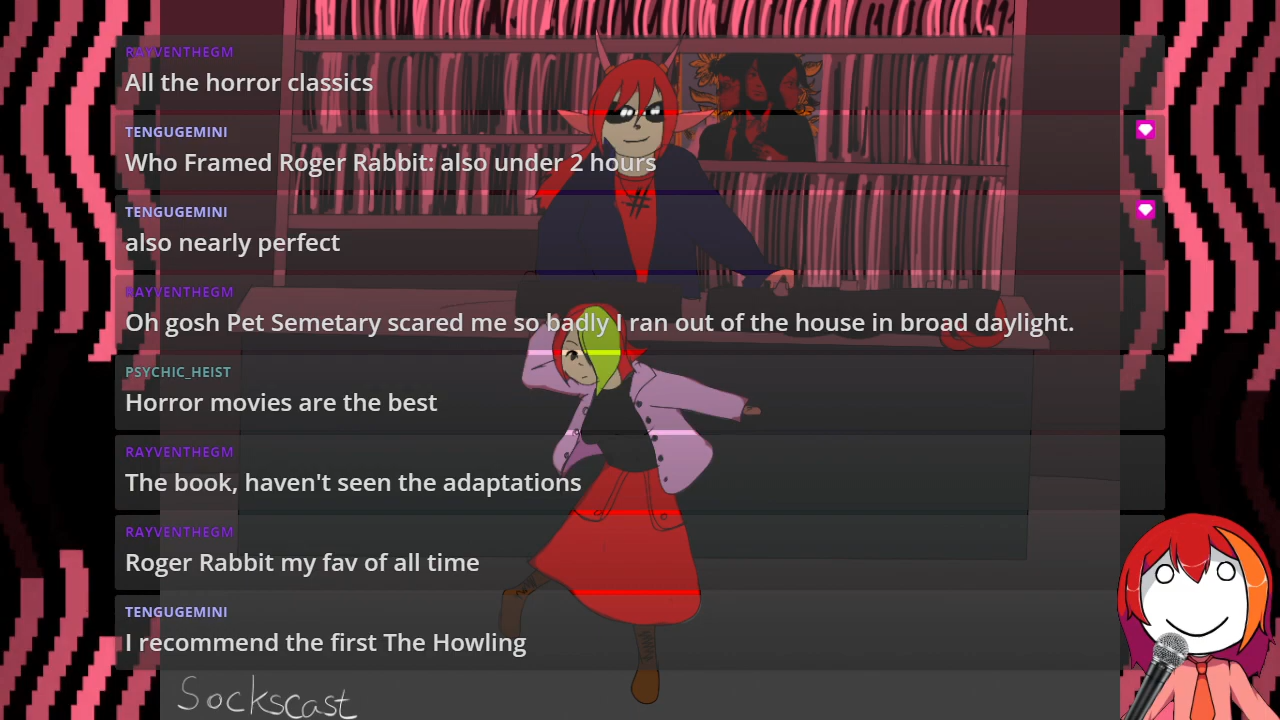 RAYVENTHEGM
All the horror classics
TENGUGEMINI
Who Framed Roger Rabbit: also under 2 hours
TENGUGEMINI
also nearly perfect
RAYVENTHEGM
Oh gosh Pet Semetary scared me so badly I ran out of the house in broad daylight.
PSYCHIC_HEIST
Horror movies are the best
RAYVENTHEGM
The book, haven't seen the adaptations
RAYVENTHEGM
Roger Rabbit my fav of all time
TENGUGEMINI
I recommend the first The Howling
Sockscast